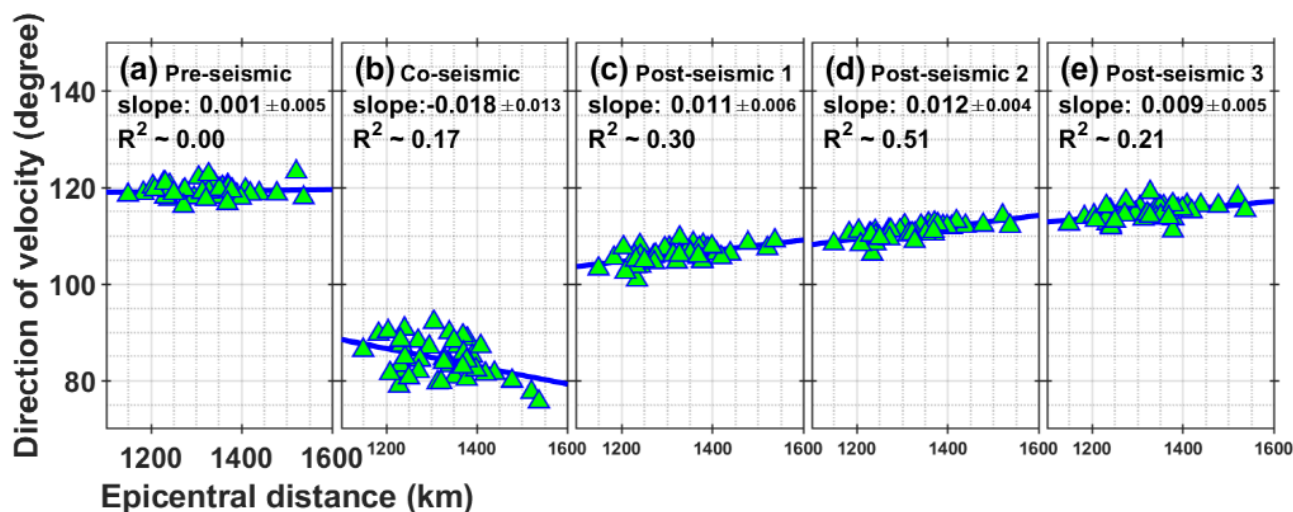 Direction of velocity (degree)
140
120
100
80
(a) Pre-seismic
slope: 0.001 ±0.005
R² ~ 0.00
(b) Co-seismic
slope:-0.018 ±0.013
R² ~ 0.17
(c) Post-seismic 1
slope: 0.011 ±0.006
R² ~ 0.30
(d) Post-seismic 2
slope: 0.012 ±0.004
R² ~ 0.51
(e) Post-seismic 3
slope: 0.009 ±0.005
R² ~ 0.21
1200 1400 1600
1200 1400 1600
1200 1400 1600
1200 1400 1600
1200 1400 1600
Epicentral distance (km)